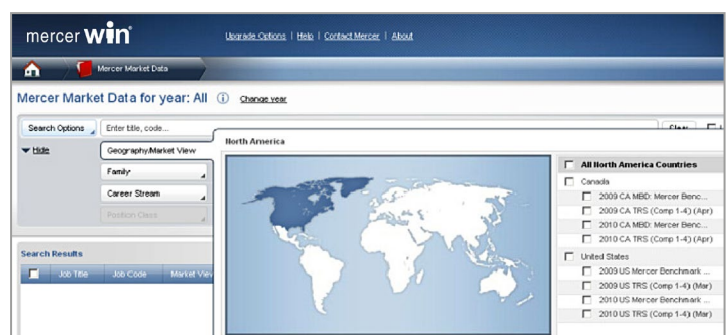 mercer win
Upgrade Options | Help | Contact Mercer | About
Mercer Market Data
Mercer Market Data for year: All Change year
Search Options Enter title, code... Clear
Hide
Geography/Market View
Family
Career Stream
Position Class
North America
All North America Countries
Canada
2009 CA MBD: Mercer Benc...
2009 CA TRS (Comp 1-4) (Apr)
2010 CA MBD: Mercer Benc...
2010 CA TRS (Comp 1-4) (Apr)
United States
2009 US Mercer Benchmark ...
2009 US TRS (Comp 1-4) (Mar)
2010 US Mercer Benchmark ...
2010 US TRS (Comp 1-4) (Mar)
Search Results
Job Title Job Code Market View